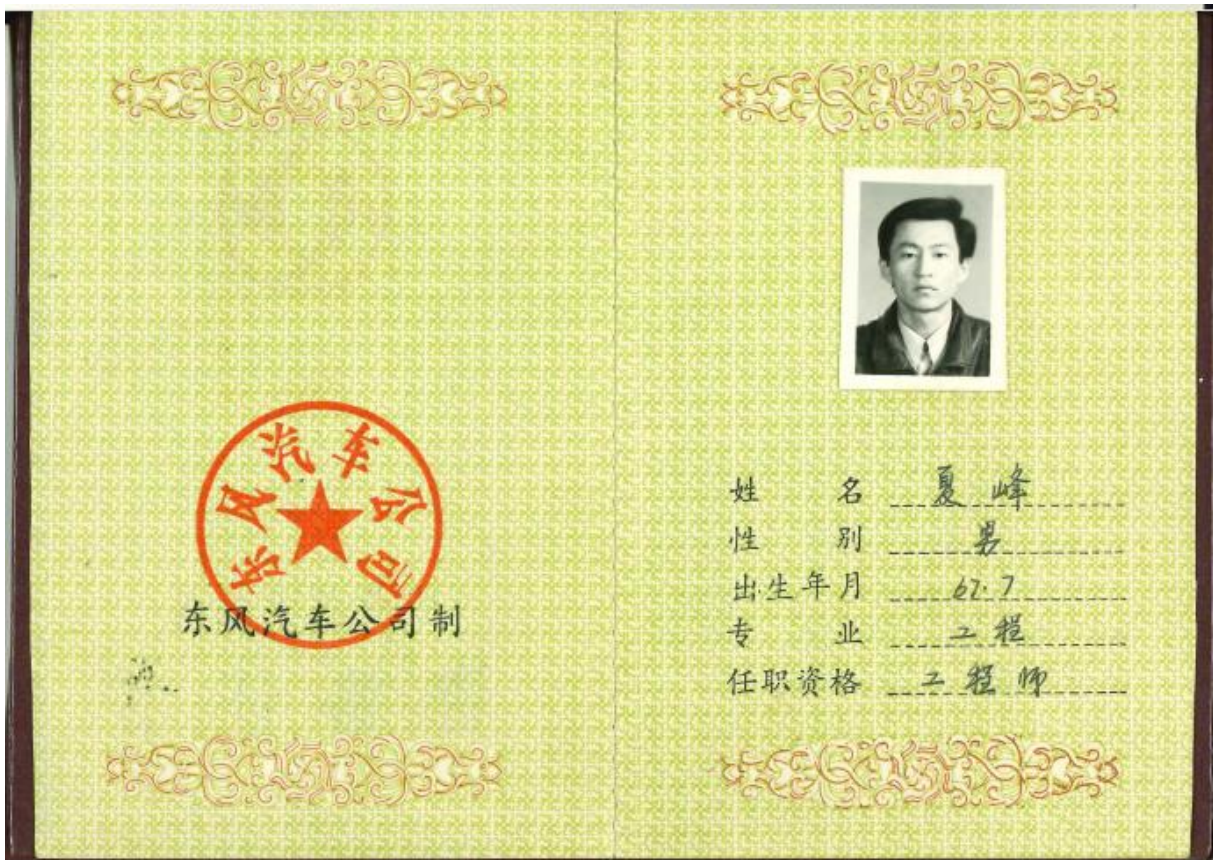 东风汽车公司
东风汽车公司制
姓名 夏峰
性别 男
出生年月 67.7
专业 工程
任职资格 工程师